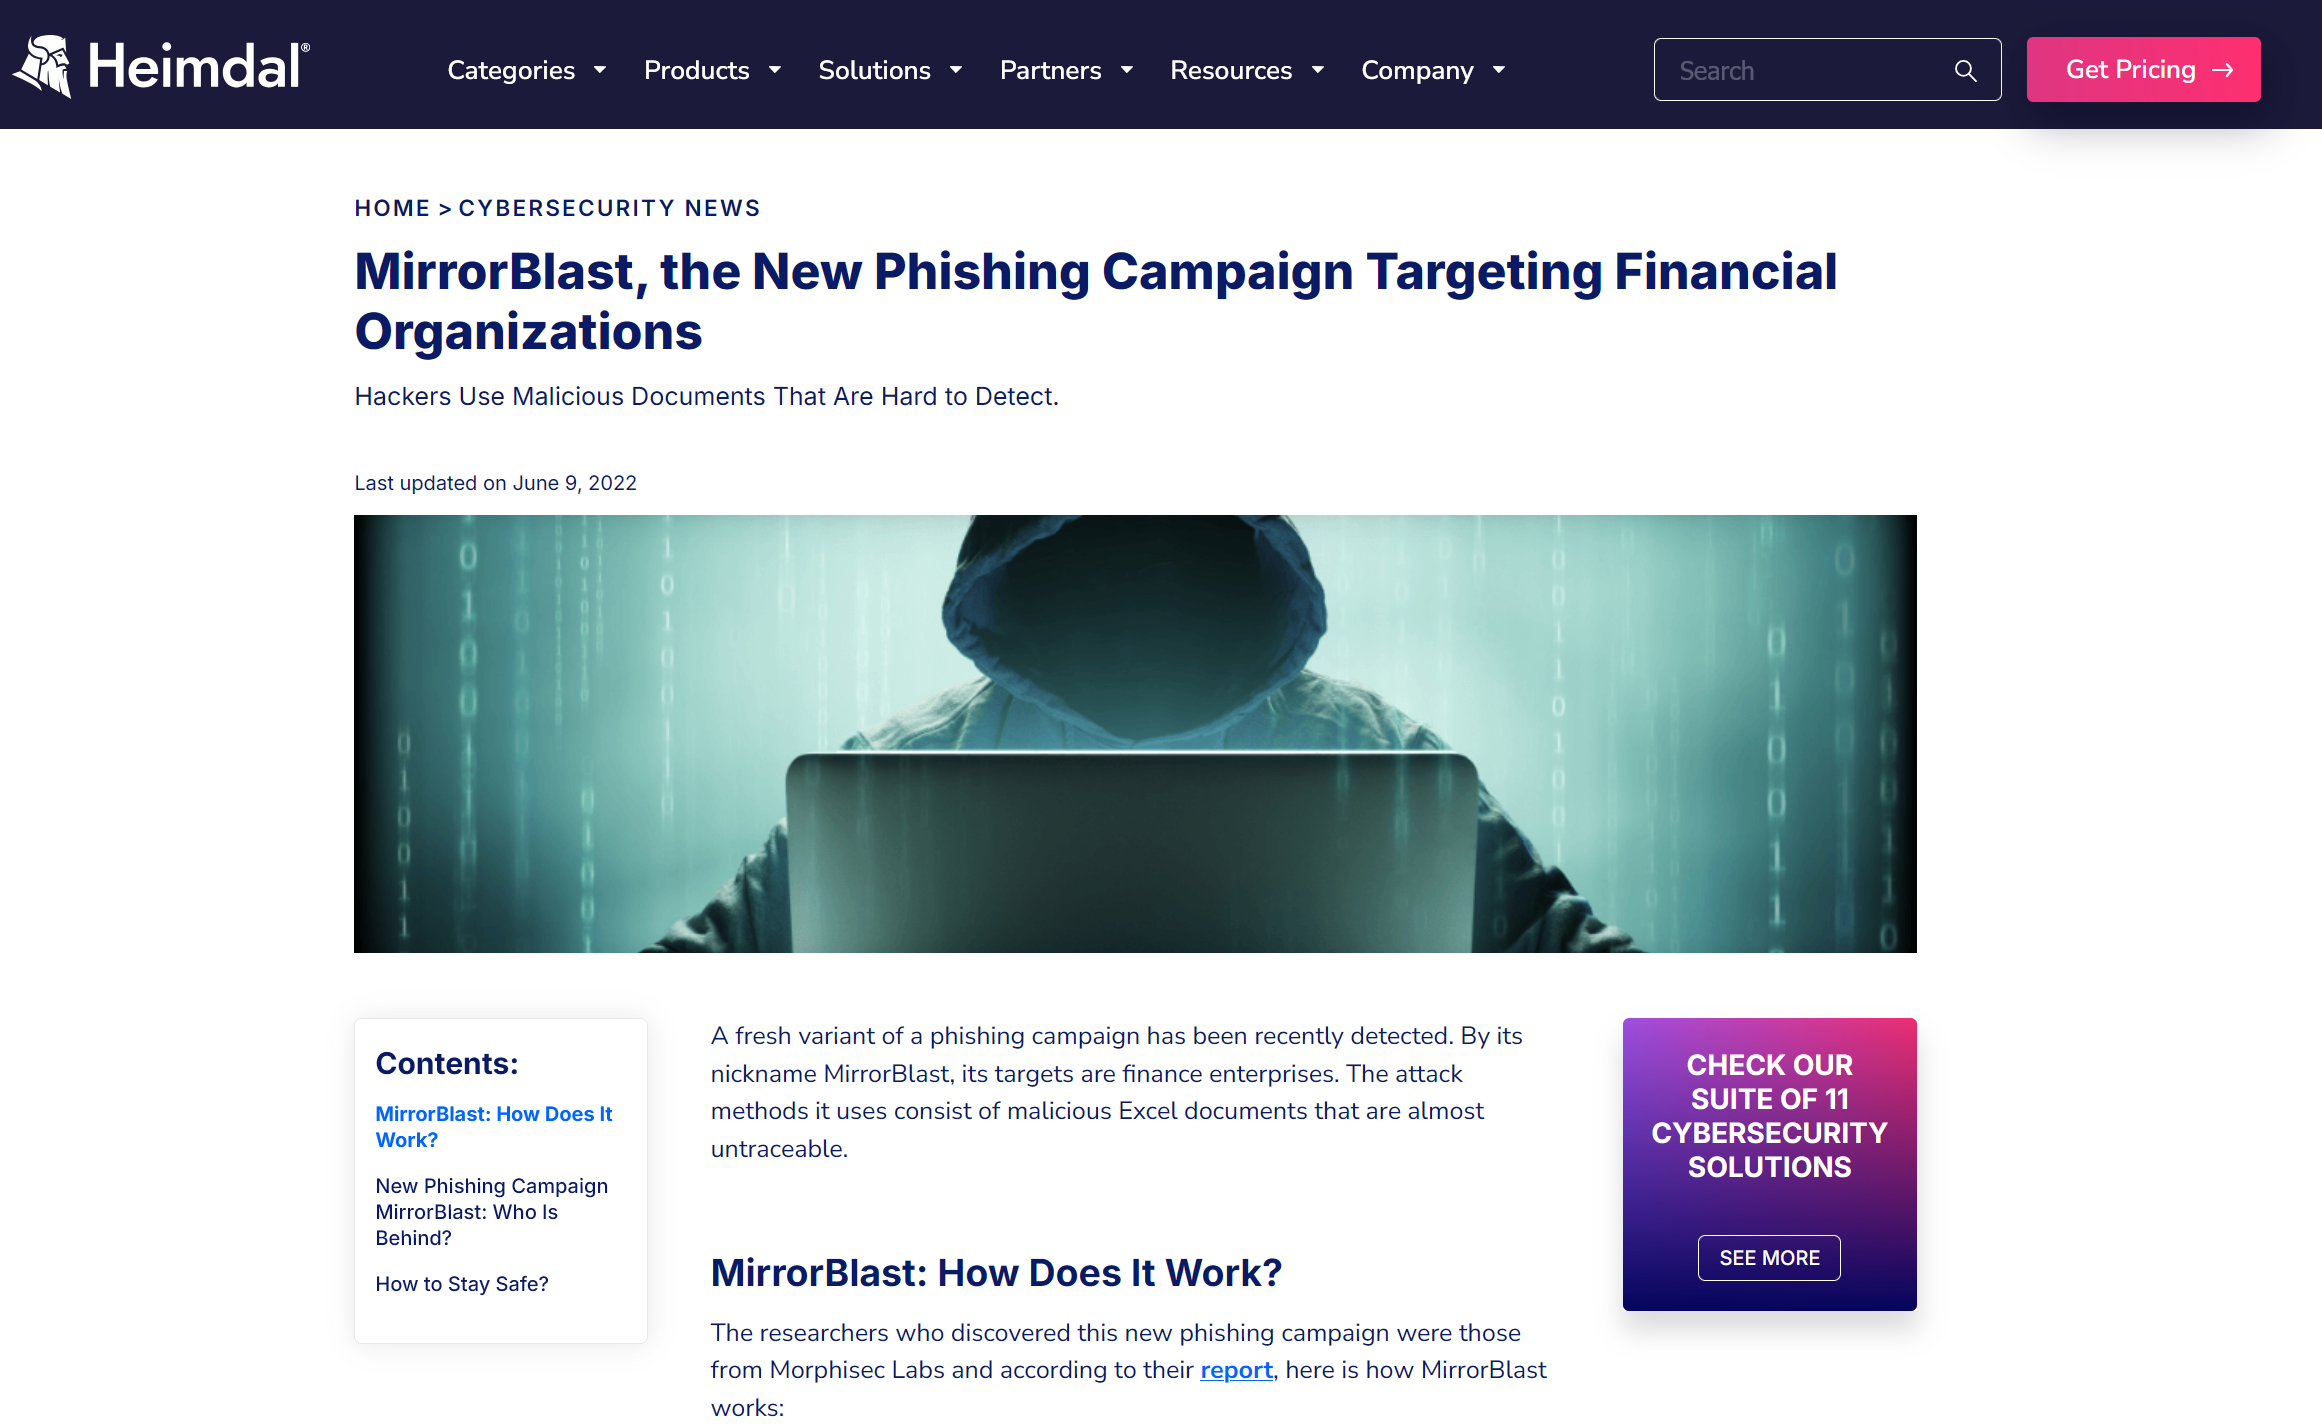 Heimdal®
Categories
Products
Solutions
Partners
Resources
Company
Search
Get Pricing →
HOME > CYBERSECURITY NEWS
MirrorBlast, the New Phishing Campaign Targeting Financial
Organizations
Hackers Use Malicious Documents That Are Hard to Detect.
Last updated on June 9, 2022
Contents:
MirrorBlast: How Does It
Work?
New Phishing Campaign
MirrorBlast: Who Is
Behind?
How to Stay Safe?
A fresh variant of a phishing campaign has been recently detected. By its
nickname MirrorBlast, its targets are finance enterprises. The attack
methods it uses consist of malicious Excel documents that are almost
untraceable.
MirrorBlast: How Does It Work?
The researchers who discovered this new phishing campaign were those
from Morphisec Labs and according to their report, here is how MirrorBlast
works:
CHECK OUR
SUITE OF 11
CYBERSECURITY
SOLUTIONS
SEE MORE